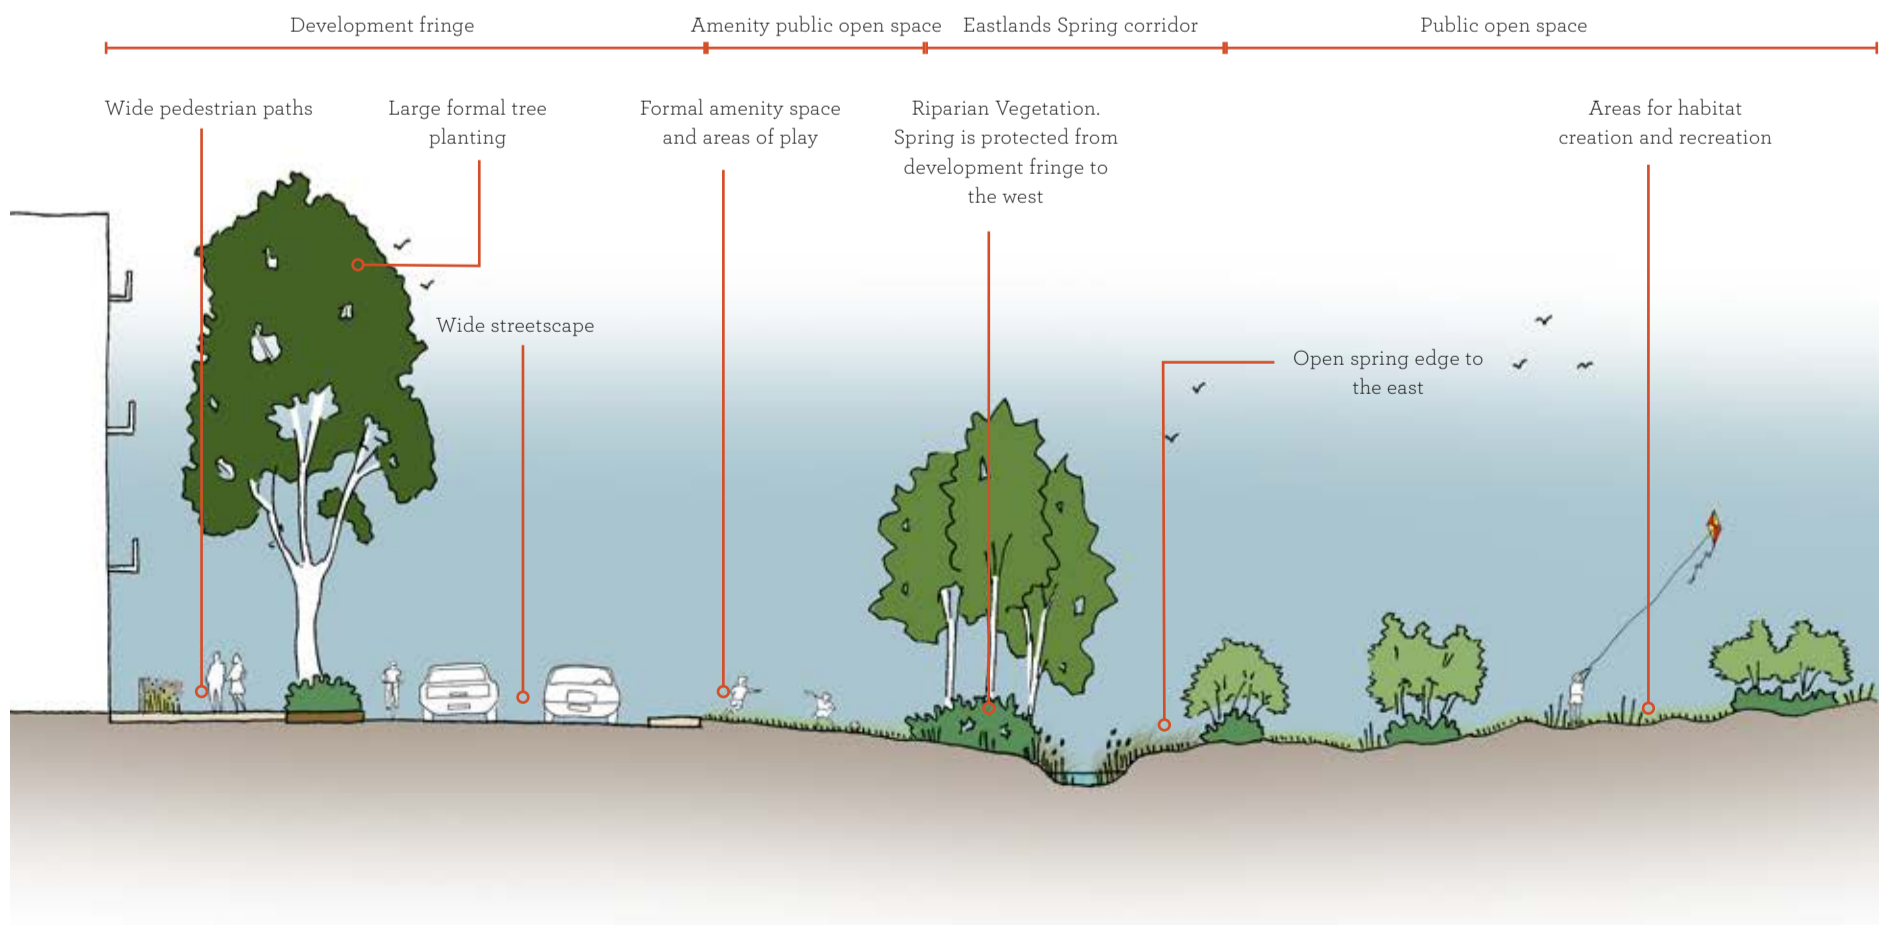 Development fringe
Amenity public open space
Eastlands Spring corridor
Public open space
Wide pedestrian paths
Large formal tree
planting
Formal amenity space
and areas of play
Riparian Vegetation.
Spring is protected from
development fringe to
the west
Areas for habitat
creation and recreation
Wide streetscape
Open spring edge to
the east